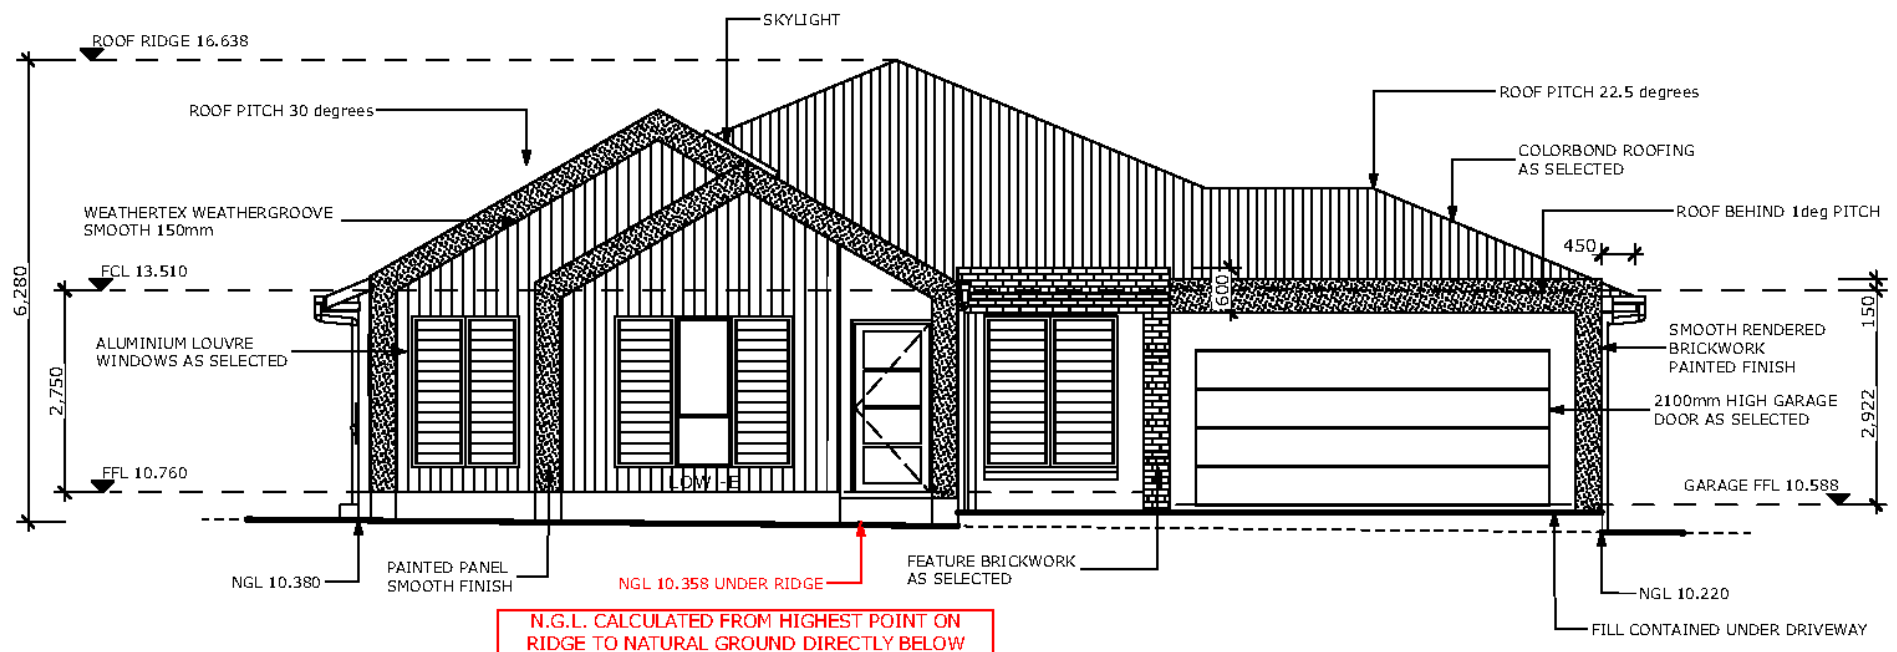 SKYLIGHT
ROOF RIDGE 16.638
ROOF PITCH 30 degrees
ROOF PITCH 22.5 degrees
COLORBOND ROOFING
AS SELECTED
WEATHERTEX WEATHERGROOVE
SMOOTH 150mm
ROOF BEHIND 1deg PITCH
450
FCL 13.510
6,280
600
150
ALUMINIUM LOUVRE
WINDOWS AS SELECTED
SMOOTH RENDERED
BRICKWORK
PAINTED FINISH
2,750
2100mm HIGH GARAGE
DOOR AS SELECTED
2,922
FFL 10.760
LOW -E
GARAGE FFL 10.588
NGL 10.380
PAINTED PANEL
SMOOTH FINISH
NGL 10.358 UNDER RIDGE
FEATURE BRICKWORK
AS SELECTED
NGL 10.220
N.G.L. CALCULATED FROM HIGHEST POINT ON
RIDGE TO NATURAL GROUND DIRECTLY BELOW
FILL CONTAINED UNDER DRIVEWAY